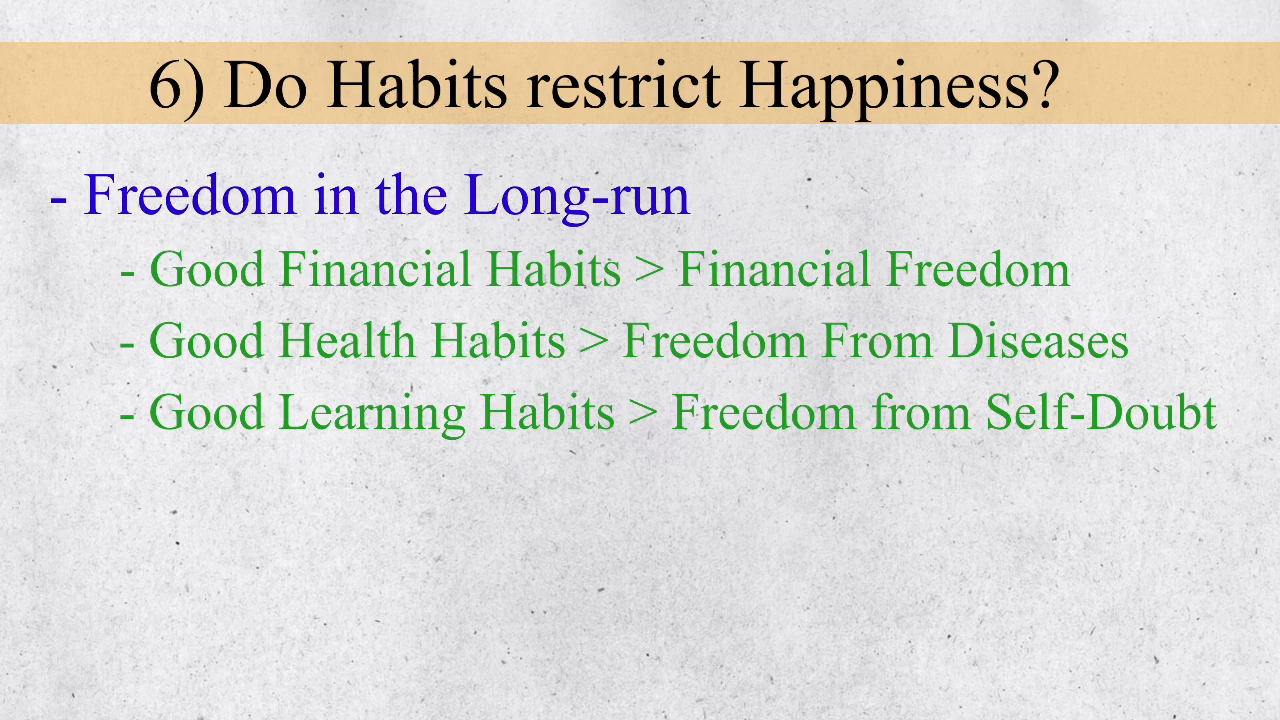 6) Do Habits restrict Happiness?
- Freedom in the Long-run
- Good Financial Habits > Financial Freedom
- Good Health Habits > Freedom From Diseases
- Good Learning Habits > Freedom from Self-Doubt